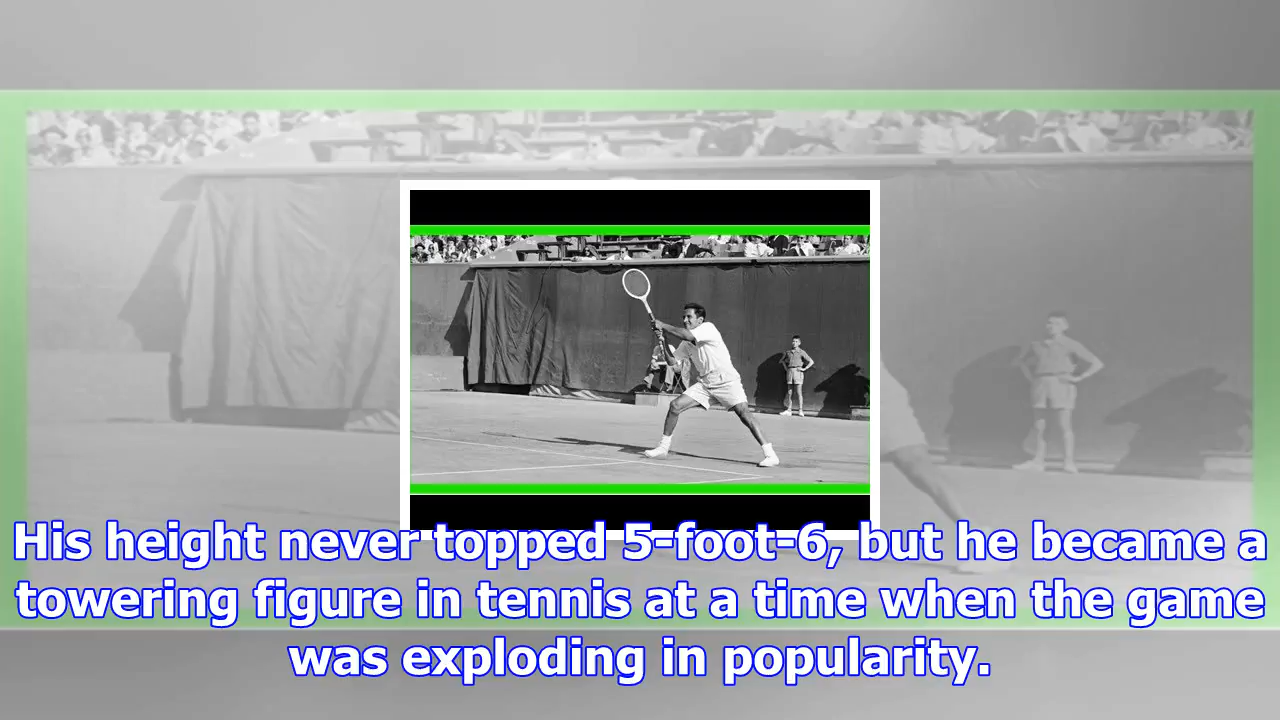 His height never topped 5-foot-6, but he became a
towering figure in tennis at a time when the game
was exploding in popularity.